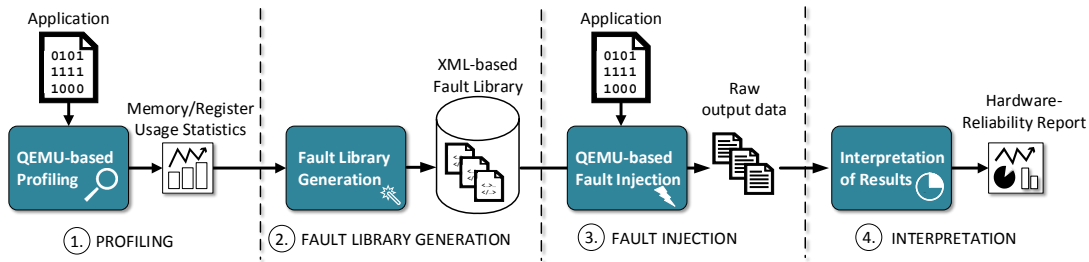 Application
0101
1111
1000
QEMU-based
Profiling
Memory/Register
Usage Statistics
1. PROFILING
Fault Library
Generation
XML-based
Fault Library
</>
</>
</>
2. FAULT LIBRARY GENERATION
Application
0101
1111
1000
QEMU-based
Fault Injection
Raw
output data
3. FAULT INJECTION
Interpretation
of Results
Hardware-
Reliability Report
4. INTERPRETATION